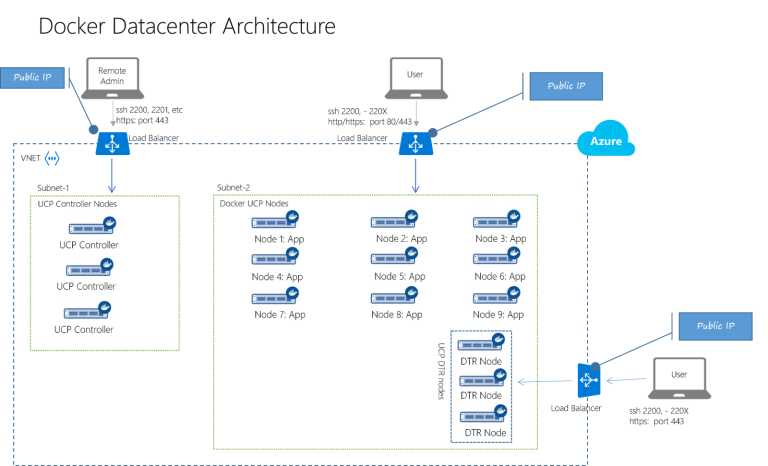 Docker Datacenter Architecture
Public IP
Remote
Admin
ssh 2200, 2201, etc
https: port 443
Load Balancer
User
ssh 2200, - 220X
http/https:  port 80/443
Load Balancer
Public IP
Azure
VNET
Subnet-1
UCP Controller Nodes
UCP Controller
UCP Controller
UCP Controller
Subnet-2
Docker UCP Nodes
Node 1: App
Node 2: App
Node 3: App
Node 4: App
Node 5: App
Node 6: App
Node 7: App
Node 8: App
Node 9: App
UCP DTR nodes
DTR Node
DTR Node
DTR Node
Public IP
User
Load Balancer
ssh 2200, - 220X
https:  port 443